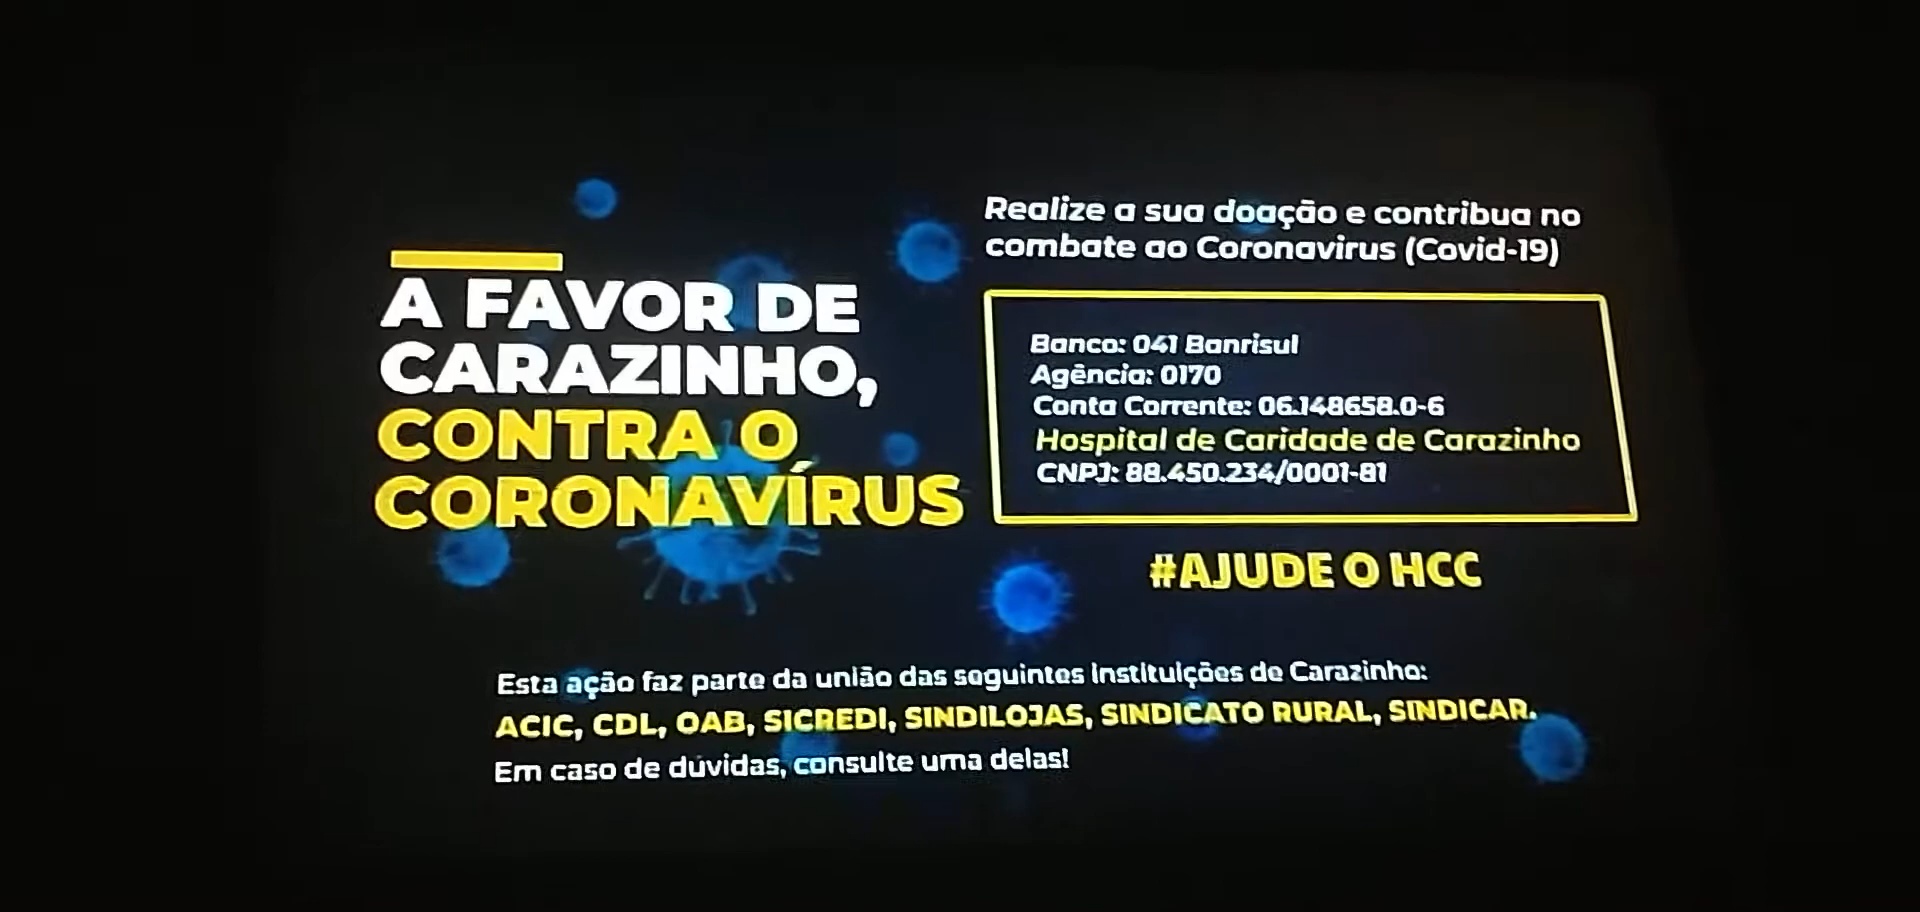 A FAVOR DE
CARAZINHO,
CONTRA O
CORONAVÍRUS
Realize a sua doação e contribua no
combate ao Coronavirus (Covid-19)
Banco: 041 Banrisul
Agência: 0170
Conta Corrente: 06.148658.0-6
Hospital de Caridade de Carazinho
CNPJ: 88.450.234/0001-81
#AJUDE O HCC
Esta ação faz parte da união das seguintes instituições de Carazinho:
ACIC, CDL, OAB, SICREDI, SINDILOJAS, SINDICATO RURAL, SINDICAR.
Em caso de dúvidas, consulte uma delas!